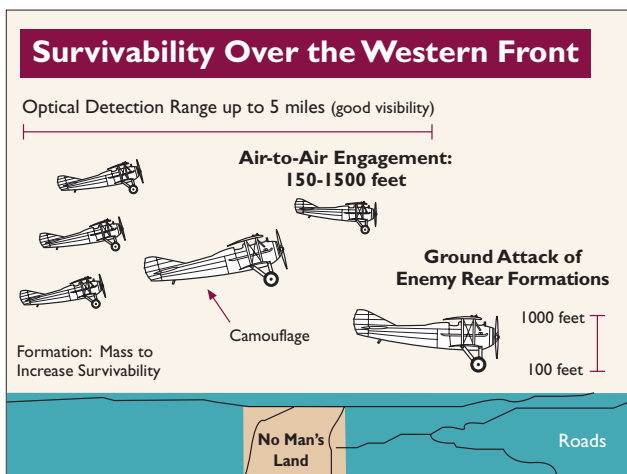 Survivability Over the Western Front
Optical Detection Range up to 5 miles (good visibility)
Air-to-Air Engagement:
150-1500 feet
Ground Attack of
Enemy Rear Formations
1000 feet
100 feet
Camouflage
Formation: Mass to
Increase Survivability
No Man's
Land
Roads